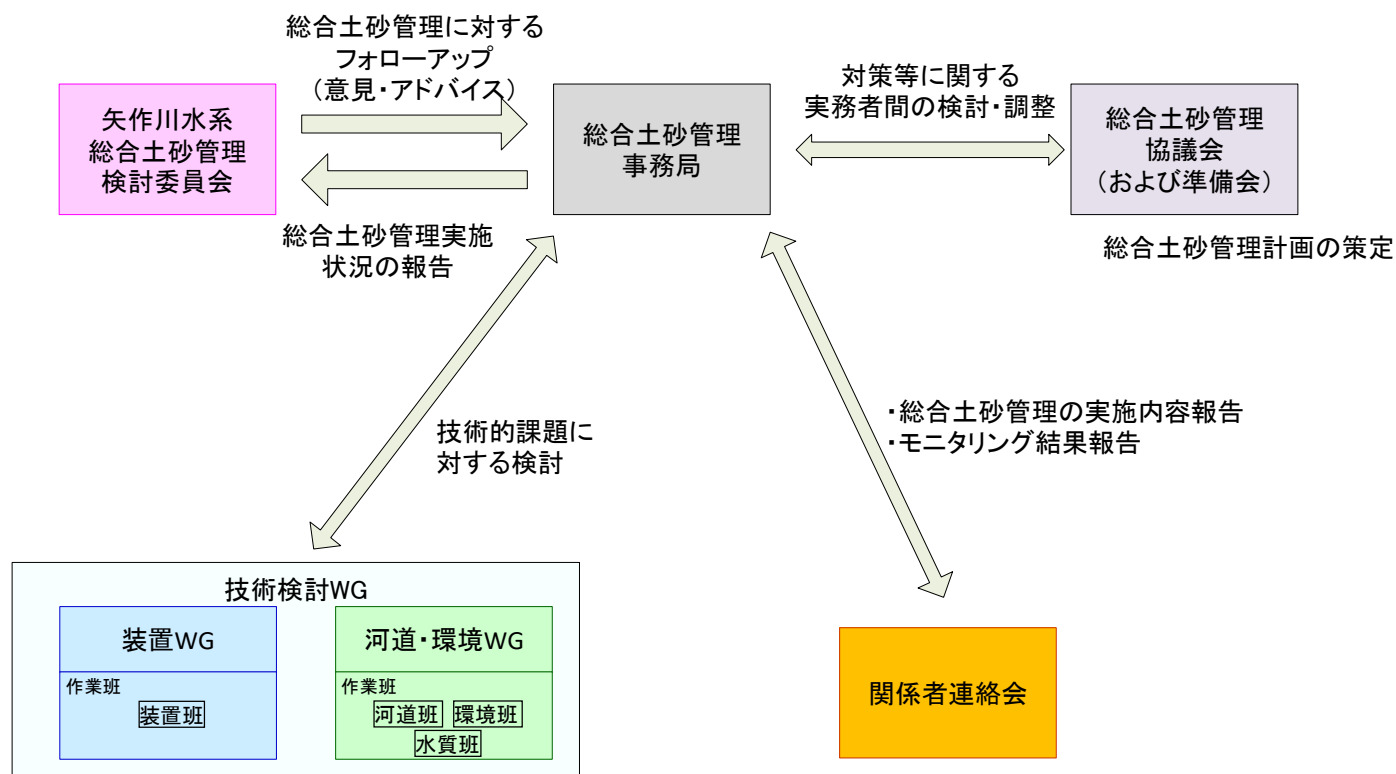 総合土砂管理に対する
フォローアップ
（意見・アドバイス）
矢作川水系
総合土砂管理
検討委員会
総合土砂管理
事務局
対策等に関する
実務者間の検討・調整
総合土砂管理
協議会
（および準備会）
総合土砂管理実施
状況の報告
総合土砂管理計画の策定
技術的課題に
対する検討
・総合土砂管理の実施内容報告
・モニタリング結果報告
技術検討WG
装置WG
作業班
装置班
河道・環境WG
作業班
河道班 環境班
水質班
関係者連絡会